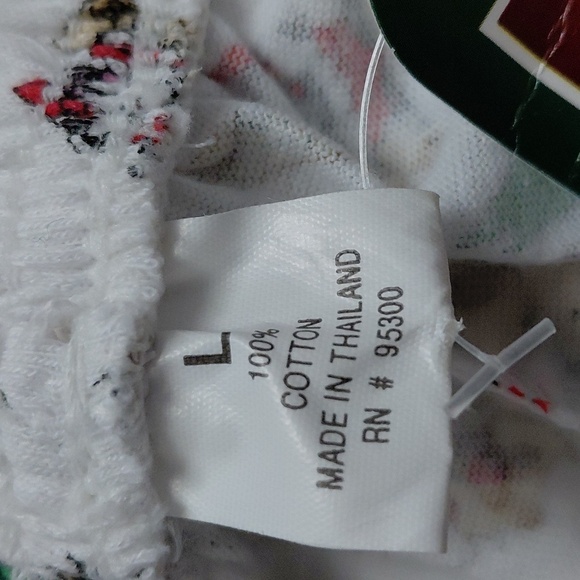 L
100%
COTTON
MADE IN THAILAND
RN # 95300